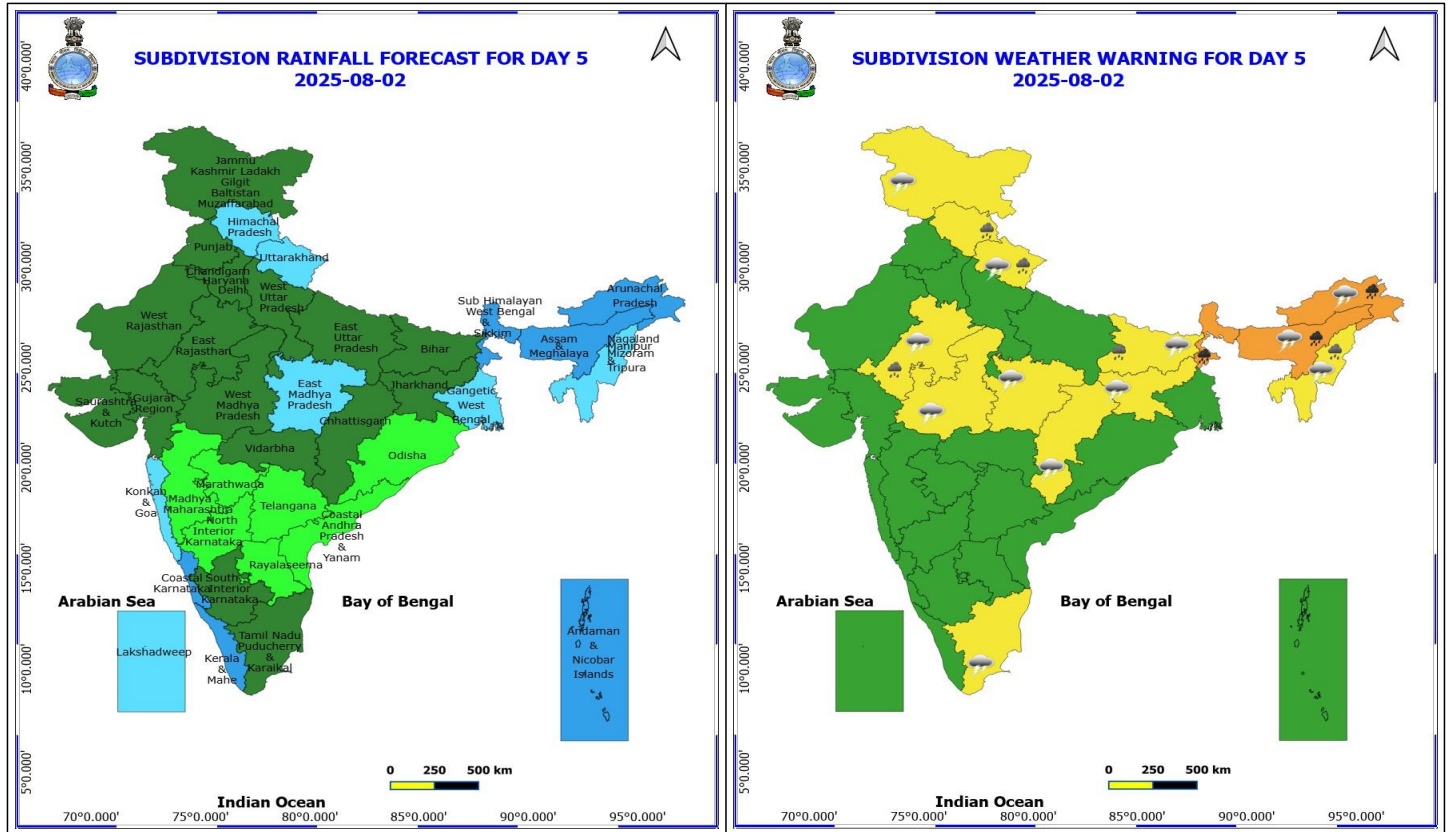 SUBDIVISION RAINFALL FORECAST FOR DAY 5
2025-08-02
40°0.000'
35°0.000'
30°0.000'
25°0.000'
20°0.000'
15°0.000'
10°0.000'
5°0.000'
Jammu
Kashmir Ladakh
Gilgit
Baltistan
Muzaffarabad
Himachal
Pradesh
Punjab
Uttarakhand
Chandigarh
Haryana
Delhi
West
Uttar
Pradesh
West
Rajasthan
East
Rajasthan
East
Uttar
Pradesh
Bihar
Sub Himalayan
West Bengal
&
Sikkim
Arunachal
Pradesh
Assam
&
Meghalaya
Nagaland
Manipur
Mizoram
&
Tripura
Saurashtra
&
Kutch
Gujarat
Region
West
Madhya
Pradesh
East
Madhya
Pradesh
Jharkhand
Gangetic
West
Bengal
Chhattisgarh
Vidarbha
Odisha
Konkan
&
Goa
Marathwada
Madhya
Maharashtra
North
Interior
Karnataka
Telangana
Coastal
Andhra
Pradesh
&
Yanam
Rayalaseema
Coastal
Karnataka
South
Interior
Karnataka
Arabian Sea
Bay of Bengal
Lakshadweep
Kerala
&
Mahe
Tamil Nadu
Puducherry
&
Karaikal
Andaman
&
Nicobar
Islands
0 250 500 km
Indian Ocean
70°0.000' 75°0.000' 80°0.000' 85°0.000' 90°0.000' 95°0.000'
SUBDIVISION WEATHER WARNING FOR DAY 5
2025-08-02
40°0.000'
35°0.000'
30°0.000'
25°0.000'
20°0.000'
15°0.000'
10°0.000'
5°0.000'
Arabian Sea
Bay of Bengal
0 250 500 km
Indian Ocean
70°0.000' 75°0.000' 80°0.000' 85°0.000' 90°0.000' 95°0.000'